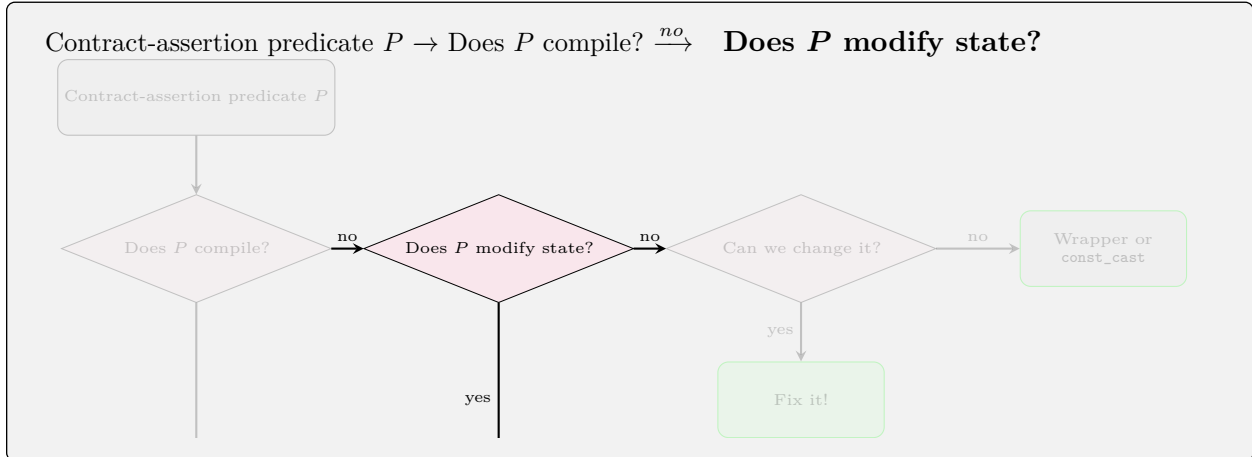 Contract-assertion predicate P → Does P compile? —no→ Does P modify state?
Contract-assertion predicate P
Does P compile?
no
Does P modify state?
no
Can we change it?
no
Wrapper or
const_cast
yes
Fix it!
yes